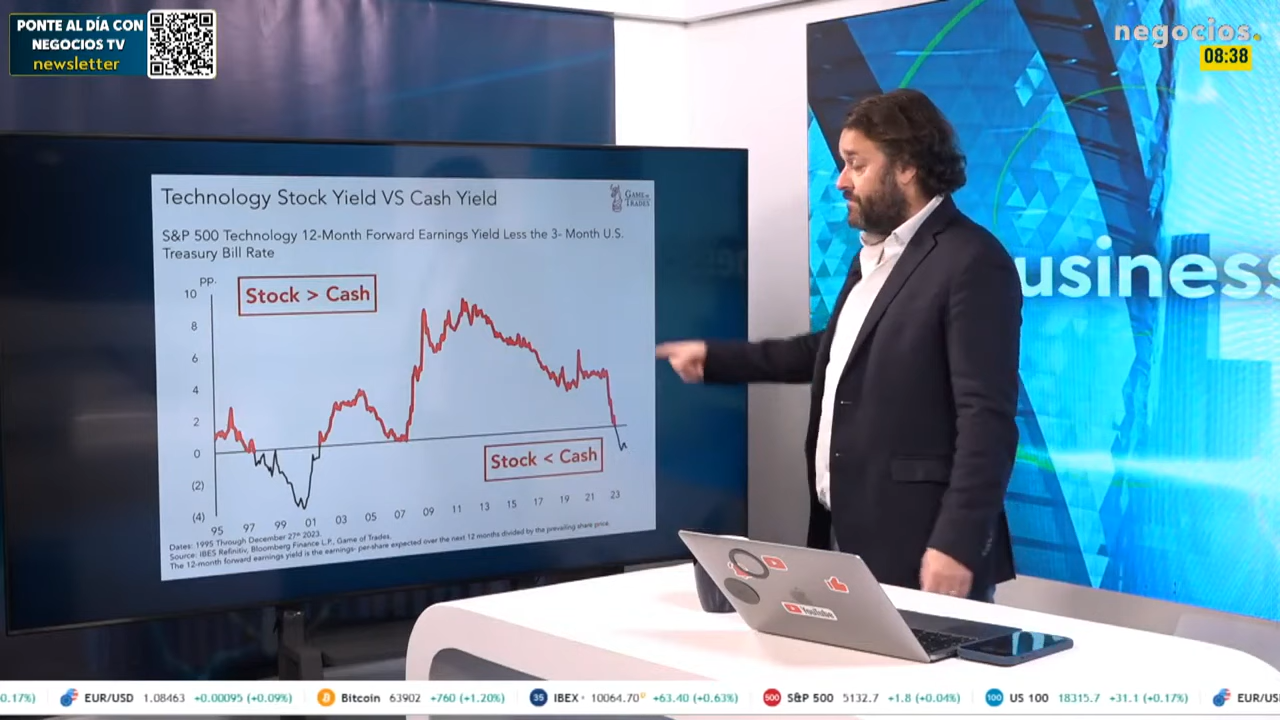 PONTE AL DÍA CON
NEGOCIOS TV
newsletter
negocios.
08:38
Technology Stock Yield VS Cash Yield
GAME OF
TRADES
S&P 500 Technology 12-Month Forward Earnings Yield Less the 3- Month U.S.
Treasury Bill Rate
PP.
Stock > Cash
10
8
6
4
2
0
(2)
(4)
Stock < Cash
95 97 99 01 03 05 07 09 11 13 15 17 19 21 23
Dates: 1995 Through December 27th 2023.
Source: IBES Refinitiv, Bloomberg Finance L.P., Game of Trades.
The 12-month forward earnings yield is the earnings- per-share expected over the next 12 months divided by the prevailing share price.
usiness
YouTube
0.17%) EUR/USD 1.08463 +0.00095 (+0.09%) Bitcoin 63902 +760 (+1.20%) 35 IBEX 10064.70 +63.40 (+0.63%) 500 S&P 500 5132.7 +1.8 (+0.04%) 100 US 100 18315.7 +31.1 (+0.17%) EUR/US